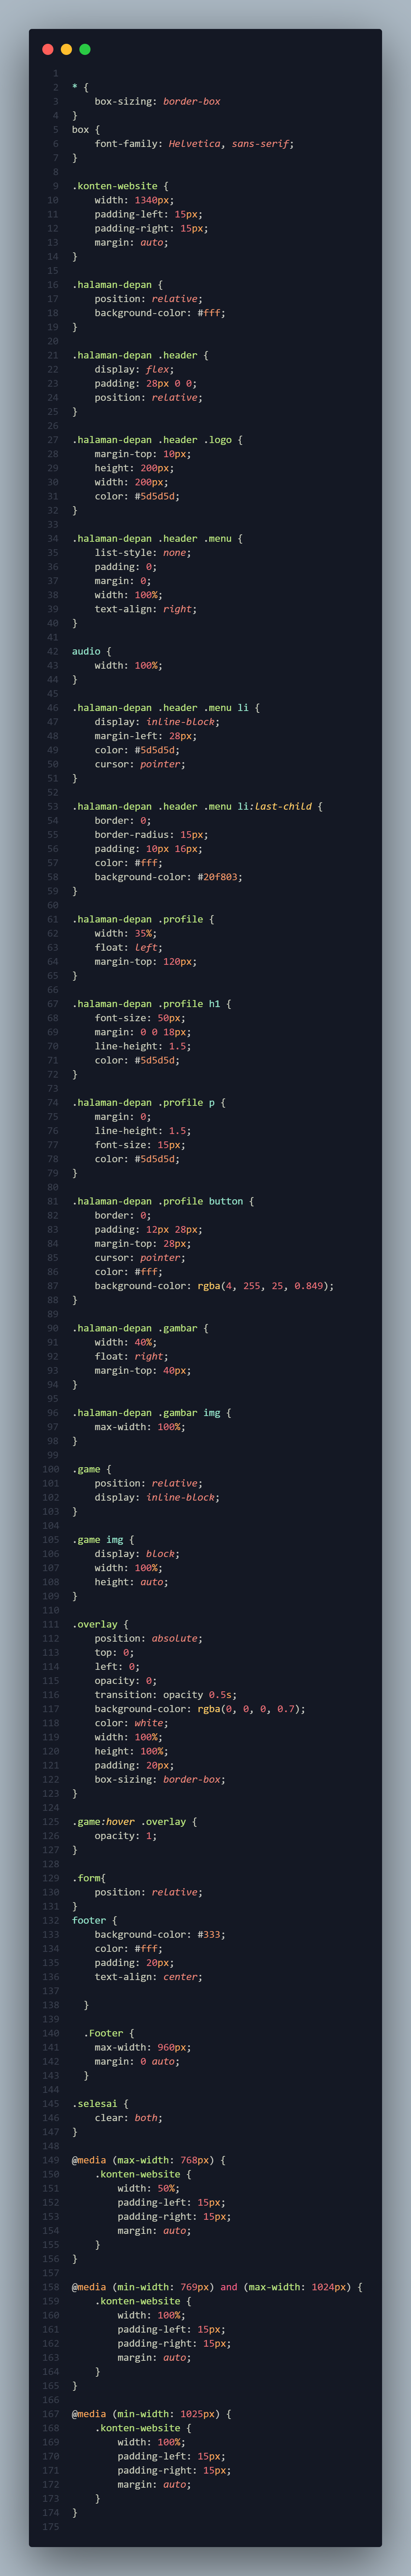 1
2 * {
3     box-sizing: border-box
4 }
5 box {
6     font-family: Helvetica, sans-serif;
7 }
8
9 .konten-website {
10     width: 1340px;
11     padding-left: 15px;
12     padding-right: 15px;
13     margin: auto;
14 }
15
16 .halaman-depan {
17     position: relative;
18     background-color: #fff;
19 }
20
21 .halaman-depan .header {
22     display: flex;
23     padding: 28px 0 0;
24     position: relative;
25 }
26
27 .halaman-depan .header .logo {
28     margin-top: 10px;
29     height: 200px;
30     width: 200px;
31     color: #5d5d5d;
32 }
33
34 .halaman-depan .header .menu {
35     list-style: none;
36     padding: 0;
37     margin: 0;
38     width: 100%;
39     text-align: right;
40 }
41
42 audio {
43     width: 100%;
44 }
45
46 .halaman-depan .header .menu li {
47     display: inline-block;
48     margin-left: 28px;
49     color: #5d5d5d;
50     cursor: pointer;
51 }
52
53 .halaman-depan .header .menu li:last-child {
54     border: 0;
55     border-radius: 15px;
56     padding: 10px 16px;
57     color: #fff;
58     background-color: #20f803;
59 }
60
61 .halaman-depan .profile {
62     width: 35%;
63     float: left;
64     margin-top: 120px;
65 }
66
67 .halaman-depan .profile h1 {
68     font-size: 50px;
69     margin: 0 0 18px;
70     line-height: 1.5;
71     color: #5d5d5d;
72 }
73
74 .halaman-depan .profile p {
75     margin: 0;
76     line-height: 1.5;
77     font-size: 15px;
78     color: #5d5d5d;
79 }
80
81 .halaman-depan .profile button {
82     border: 0;
83     padding: 12px 28px;
84     margin-top: 28px;
85     cursor: pointer;
86     color: #fff;
87     background-color: rgba(4, 255, 25, 0.849);
88 }
89
90 .halaman-depan .gambar {
91     width: 40%;
92     float: right;
93     margin-top: 40px;
94 }
95
96 .halaman-depan .gambar img {
97     max-width: 100%;
98 }
99
100 .game {
101     position: relative;
102     display: inline-block;
103 }
104
105 .game img {
106     display: block;
107     width: 100%;
108     height: auto;
109 }
110
111 .overlay {
112     position: absolute;
113     top: 0;
114     left: 0;
115     opacity: 0;
116     transition: opacity 0.5s;
117     background-color: rgba(0, 0, 0, 0.7);
118     color: white;
119     width: 100%;
120     height: 100%;
121     padding: 20px;
122     box-sizing: border-box;
123 }
124
125 .game:hover .overlay {
126     opacity: 1;
127 }
128
129 .form{
130     position: relative;
131 }
132 footer {
133     background-color: #333;
134     color: #fff;
135     padding: 20px;
136     text-align: center;
137
138   }
139
140   .Footer {
141     max-width: 960px;
142     margin: 0 auto;
143   }
144
145 .selesai {
146     clear: both;
147 }
148
149 @media (max-width: 768px) {
150     .konten-website {
151         width: 50%;
152         padding-left: 15px;
153         padding-right: 15px;
154         margin: auto;
155     }
156 }
157
158 @media (min-width: 769px) and (max-width: 1024px) {
159     .konten-website {
160         width: 100%;
161         padding-left: 15px;
162         padding-right: 15px;
163         margin: auto;
164     }
165 }
166
167 @media (min-width: 1025px) {
168     .konten-website {
169         width: 100%;
170         padding-left: 15px;
171         padding-right: 15px;
172         margin: auto;
173     }
174 }
175